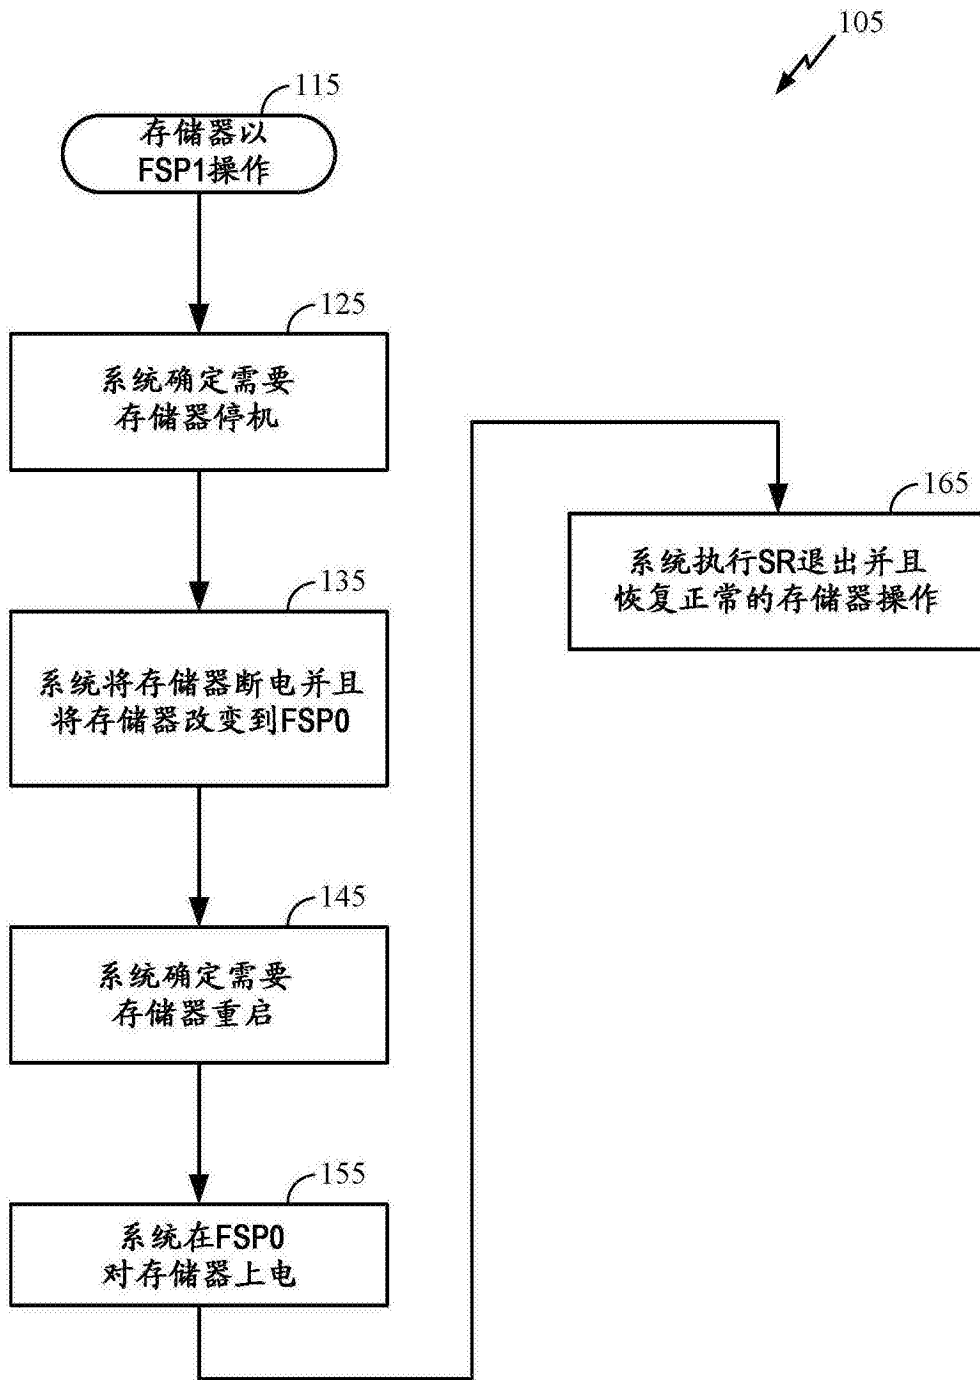 105
115
存储器以
FSP1操作
125
系统确定需要
存储器停机
135
系统将存储器断电并且
将存储器改变到FSP0
145
系统确定需要
存储器重启
155
系统在FSP0
对存储器上电
165
系统执行SR退出并且
恢复正常的存储器操作